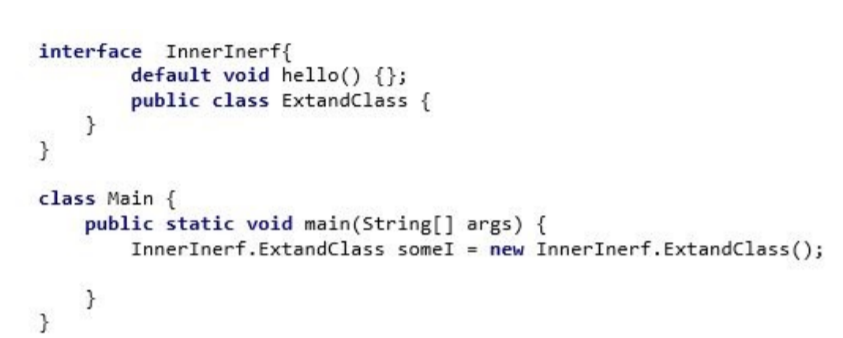 interface  InnerInerf{
        default void hello() {};
        public class ExtandClass {
    }
}
class Main {
    public static void main(String[] args) {
        InnerInerf.ExtandClass someI = new InnerInerf.ExtandClass();
    }
}